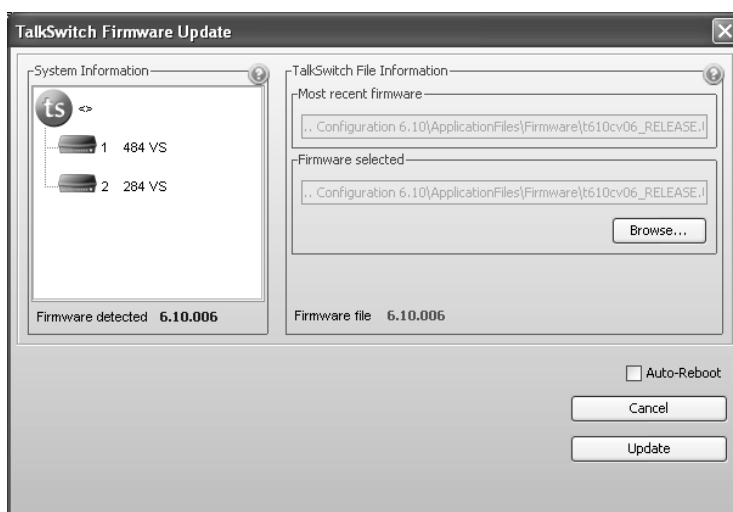 TalkSwitch Firmware Update
System Information
ts <>
1 484 VS
2 284 VS
Firmware detected 6.10.006
TalkSwitch File Information
Most recent firmware
.. Configuration 6.10\ApplicationFiles\Firmware\t610cv06_RELEASE.
Firmware selected
.. Configuration 6.10\ApplicationFiles\Firmware\t610cv06_RELEASE.
Browse...
Firmware file 6.10.006
Auto-Reboot
Cancel
Update